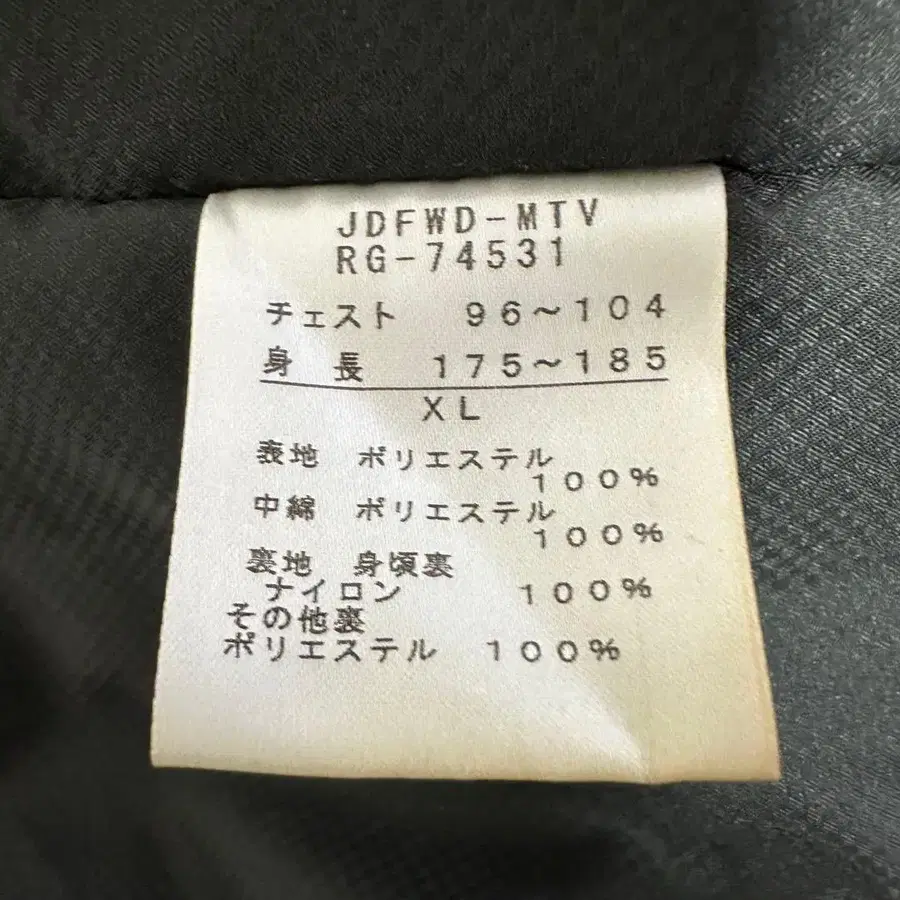 JDFWD-MTV
RG-74531
チェスト 96～104
身 長 175～185
XL
表地 ポリエステル
100%
中綿 ポリエステル
100%
裏地 身頃裏
ナイロン 100%
その他裏
ポリエステル 100%